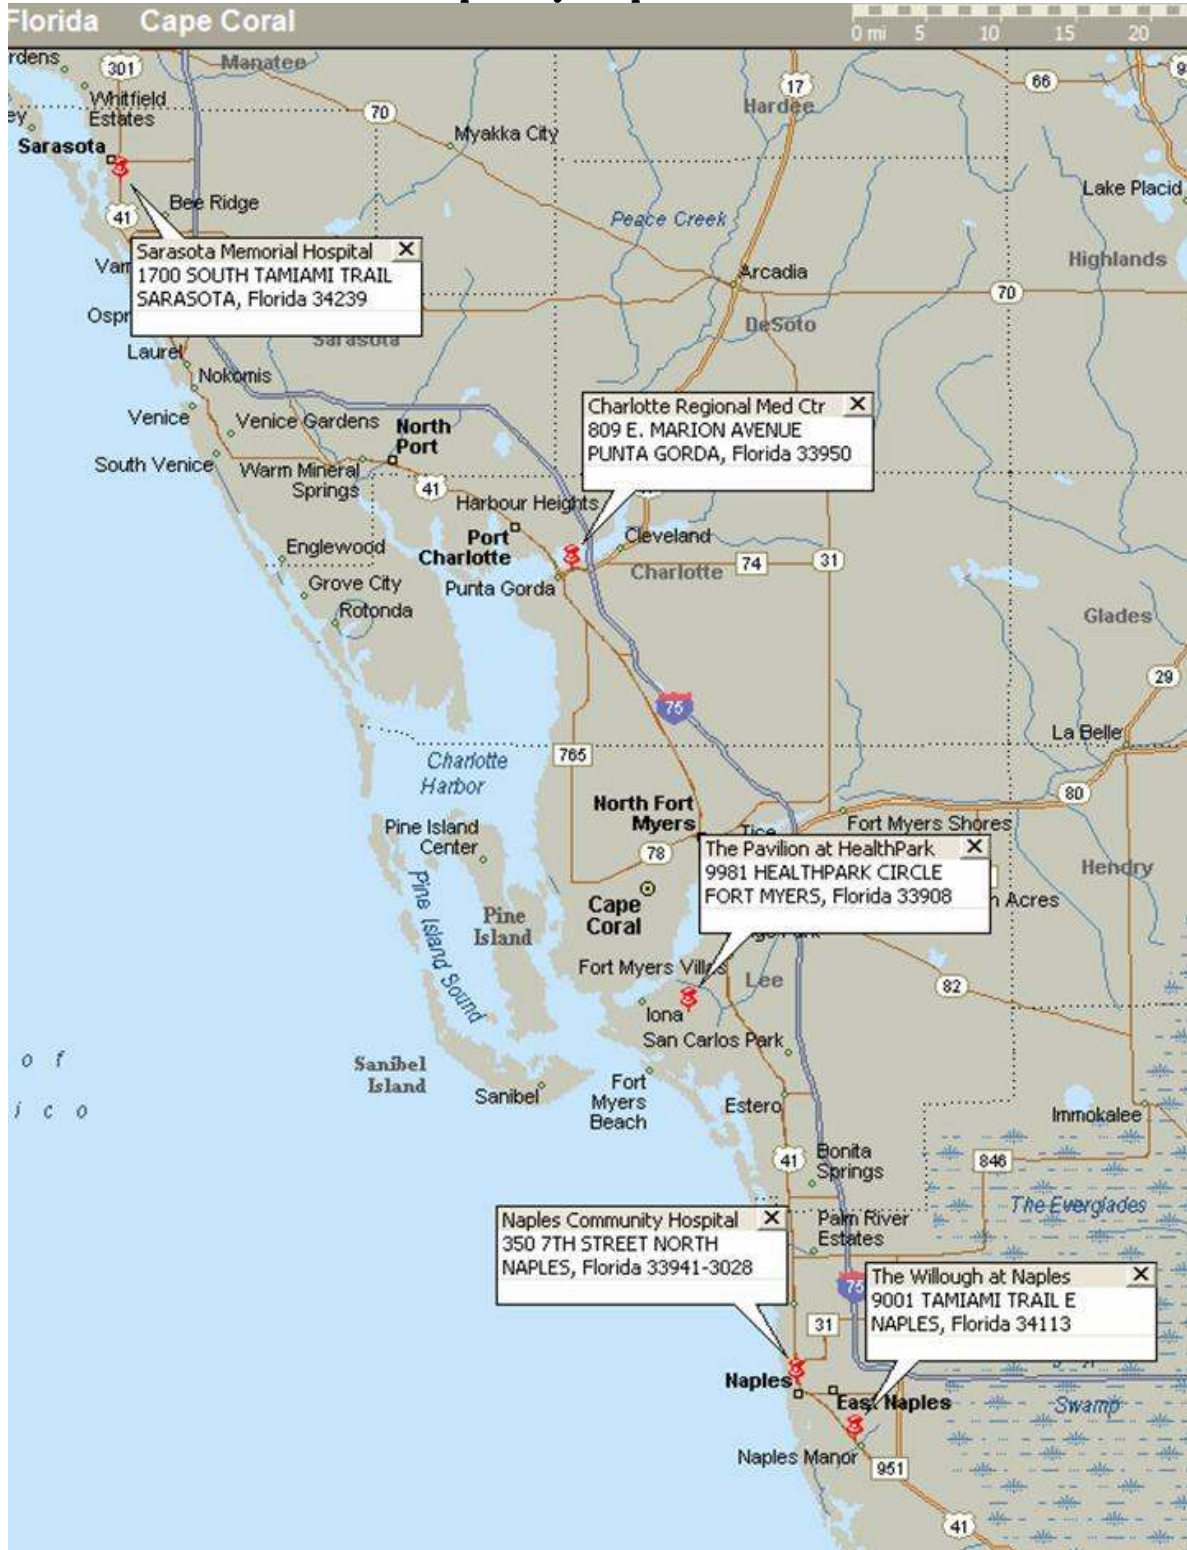 Florida Cape Coral
0 mi 5 10 15 20
rdens
301
Manatee
17
66
Whitfield
Estates
70
Hardee
ey
Myakka City
Sarasota
Lake Placid
Bee Ridge
41
Peace Creek
Sarasota Memorial Hospital
1700 SOUTH TAMIAMI TRAIL
SARASOTA, Florida 34239
Highlands
Arcadia
Vam
70
Ospr
DeSoto
Sarasota
Laurel
Nokomis
Charlotte Regional Med Ctr
809 E. MARION AVENUE
PUNTA GORDA, Florida 33950
Venice
Venice Gardens
North
Port
South Venice
Warm Mineral
Springs
41
Harbour Heights
Port
Charlotte
Cleveland
Englewood
74
31
Charlotte
Grove City
Punta Gorda
Rotonda
Glades
29
75
La Belle
765
Charlotte
Harbor
80
North Fort
Myers
Tice
Fort Myers Shores
Pine Island
Center
78
The Pavilion at HealthPark
9981 HEALTHPARK CIRCLE
FORT MYERS, Florida 33908
Hendry
Pine Island Sound
Cape
Coral
h Acres
Pine
Island
Fort Myers Villas
Lee
82
Iona
San Carlos Park
o f
Sanibel
Island
Sanibel
Fort
Myers
Beach
Estero
i c o
Immokalee
41
Bonita
Springs
846
The Everglades
Naples Community Hospital
350 7TH STREET NORTH
NAPLES, Florida 33941-3028
Palm River
Estates
75
The Willough at Naples
9001 TAMIAMI TRAIL E
NAPLES, Florida 34113
31
Naples
East Naples
Swamp
Naples Manor
951
41